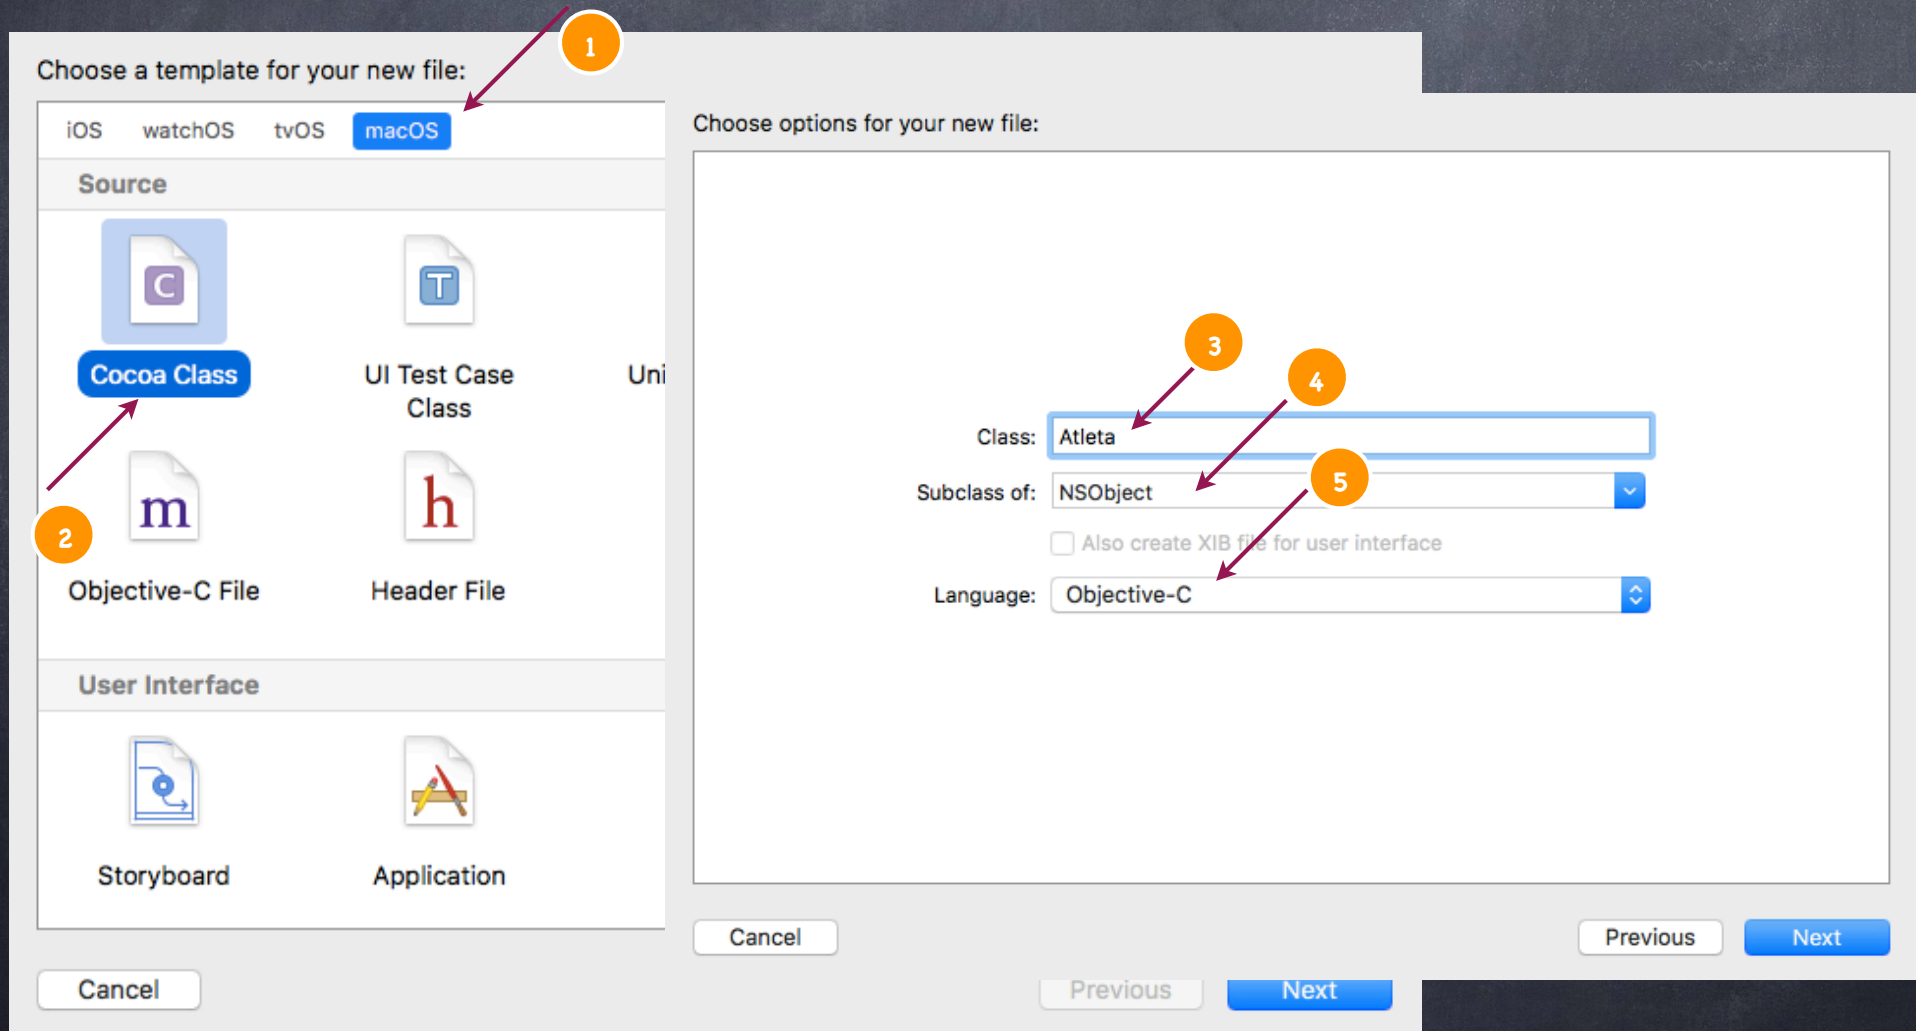 1
Choose a template for your new file:
iOS watchOS tvOS macOS
Source
Cocoa Class
UI Test Case
Class
Uni
2
Objective-C File
Header File
User Interface
Storyboard
Application
Cancel
Previous
Next
Choose options for your new file:
3
4
Class: Atleta
5
Subclass of: NSObject
Also create XIB file for user interface
Language: Objective-C
Cancel
Previous
Next